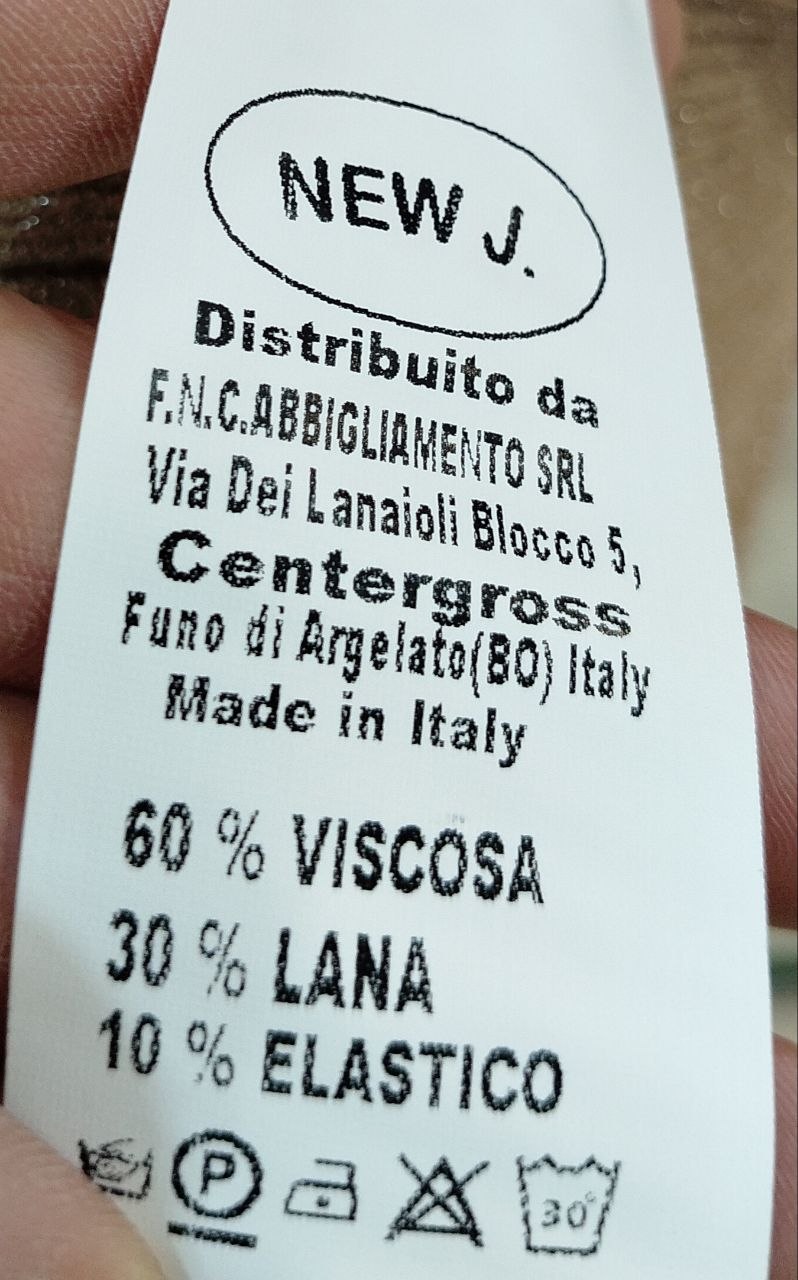 NEW J.
Distribuito da
F.N.C.ABBIGLIAMENTO SRL
Via Dei Lanaioli Blocco 5,
Centergross
Funo di Argelato(BO) Italy
Made in Italy
60 % VISCOSA
30 % LANA
10 % ELASTICO
P 30°